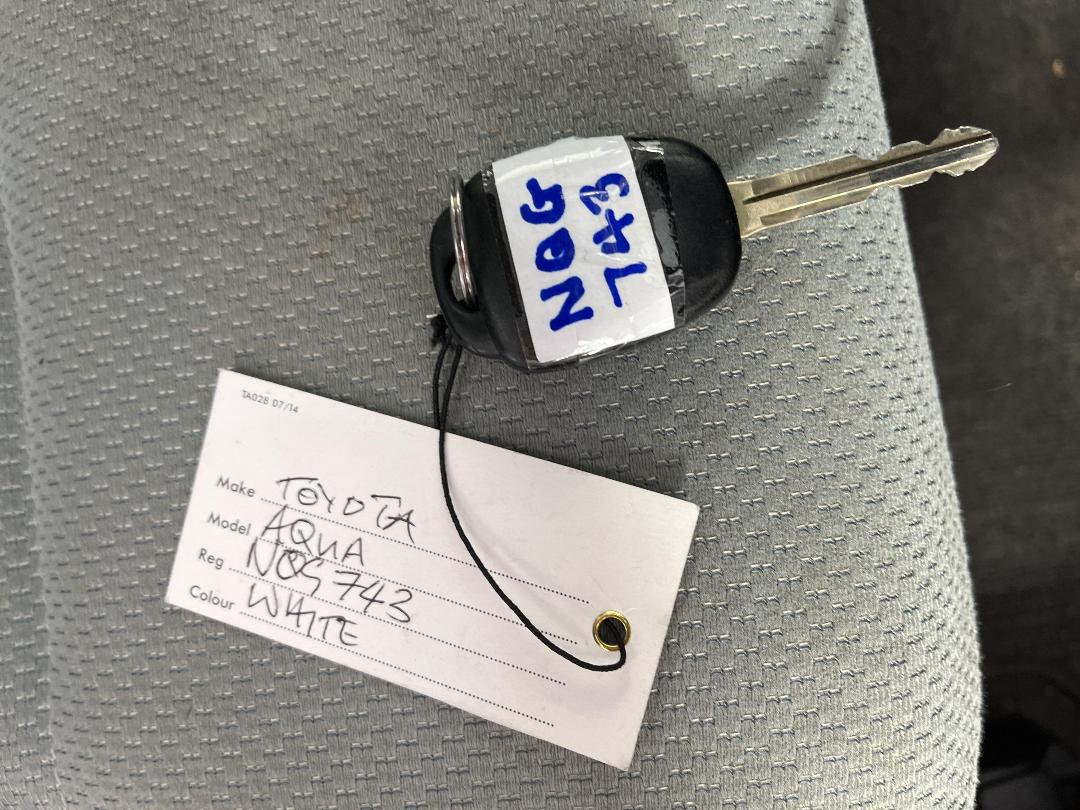 NQG
743
TA028 07/14
Make TOYOTA
Model AQUA
Reg NQG 743
Colour WHITE